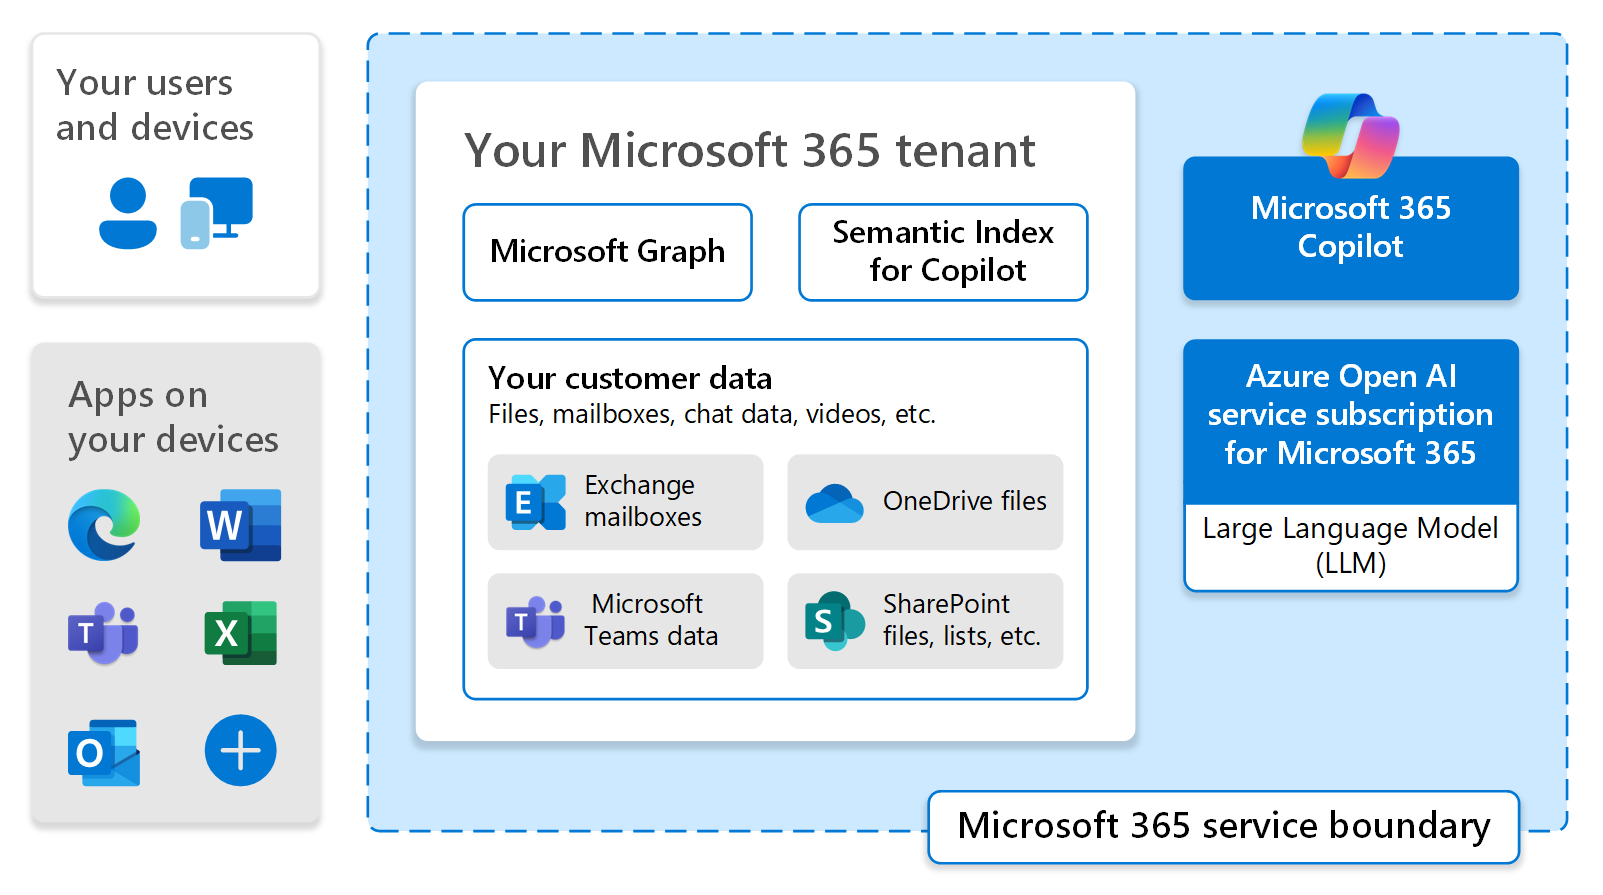 Your users
and devices
Apps on
your devices
W
T
X
O
Your Microsoft 365 tenant
Microsoft Graph
Semantic Index
for Copilot
Your customer data
Files, mailboxes, chat data, videos, etc.
E
Exchange
mailboxes
OneDrive files
T
Microsoft
Teams data
S
SharePoint
files, lists, etc.
Microsoft 365
Copilot
Azure Open AI
service subscription
for Microsoft 365
Large Language Model
(LLM)
Microsoft 365 service boundary